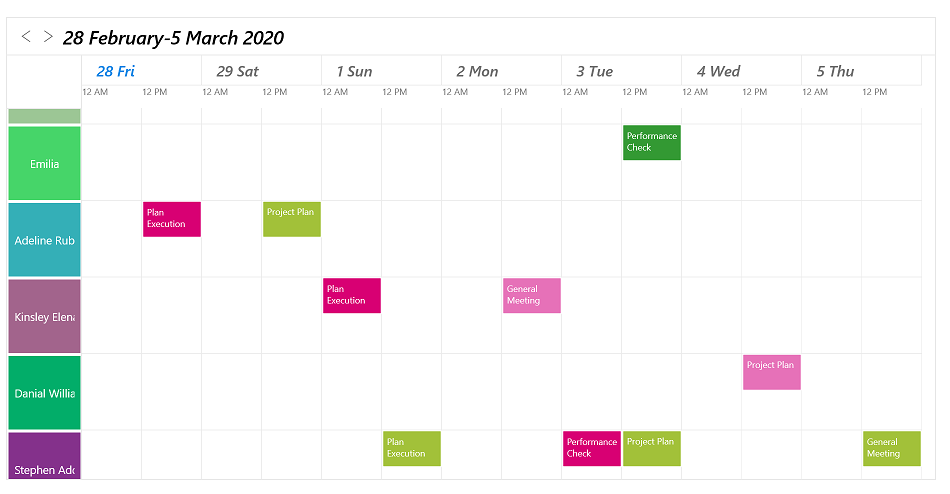 28 February-5 March 2020
28 Fri 29 Sat 1 Sun 2 Mon 3 Tue 4 Wed 5 Thu
12 AM 12 PM 12 AM 12 PM 12 AM 12 PM 12 AM 12 PM 12 AM 12 PM 12 AM 12 PM 12 AM 12 PM
Emilia
Performance
Check
Adeline Rub
Plan
Execution
Project Plan
Kinsley Elena
Plan
Execution
General
Meeting
Danial Willia
Project Plan
Stephen Add
Plan
Execution
Performance
Check
Project Plan
General
Meeting